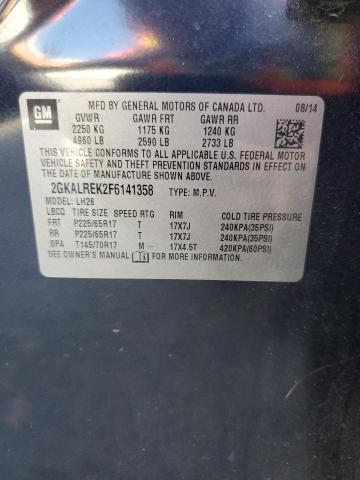 GM
MFD BY GENERAL MOTORS OF CANADA LTD. 08/14
GVWR GAWR FRT GAWR RR
2250 KG 1175 KG 1240 KG
4960 LB 2590 LB 2733 LB
THIS VEHICLE CONFORMS TO ALL APPLICABLE U.S. FEDERAL MOTOR
VEHICLE SAFETY, BUMPER, AND THEFT PREVENTION STANDARDS
IN EFFECT ON THE DATE OF MANUFACTURE SHOWN ABOVE.
2GKALREK2F6141358 TYPE: M.P.V.
MODEL: LH26
LBCQ TIRE SIZE SPEED RTG RIM COLD TIRE PRESSURE
FRT P225/65R17 T 17X7J 240KPA(35PSI)
RR P225/65R17 T 17X7J 240KPA(35PSI)
SPA T145/70R17 M 17X4.5T 420KPA(60PSI)
SEE OWNER'S MANUAL FOR MORE INFORMATION.